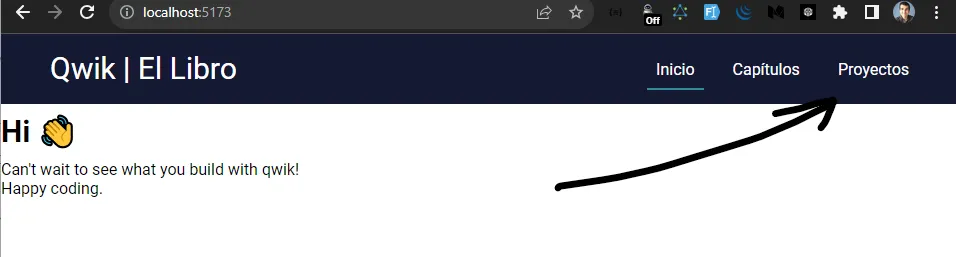 localhost:5173
Off
Qwik | El Libro
Inicio Capítulos Proyectos
Hi 👋
Can't wait to see what you build with qwik!
Happy coding.